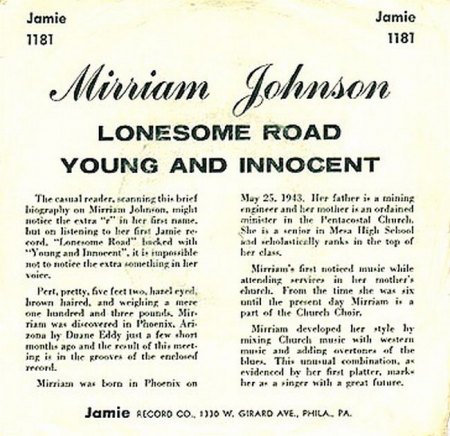 Jamie
1181
Jamie
1181
Mirriam Johnson
LONESOME ROAD
YOUNG AND INNOCENT
The casual reader, scanning this brief
biography on Mirriam Johnson, might
notice the extra "r" in her first name,
but on listening to her first Jamie re-
cord, "Lonesome Road" backed with
"Young and Innocent", it is impossible
not to notice the extra something in her
voice.
Pert, pretty, five feet two, hazel eyed,
brown haired, and weighing a mere
one hundred and three pounds, Mir-
riam was discovered in Phoenix, Ari-
zona by Duane Eddy just a few short
months ago and the result of this meet-
ing is in the grooves of the enclosed
record.
Mirriam was born in Phoenix on
May 25, 1943. Her father is a mining
engineer and her mother is an ordained
minister in the Pentacostal Church.
She is a senior in Mesa High School
and scholastically ranks in the top of
her class.
Mirriam's first noticed music while
attending services in her mother's
church. From the time she was six
until the present day Mirriam is a
part of the Church Choir.
Mirriam developed her style by
mixing Church music with western
music and adding overtones of the
blues. This unusual combination, as
evidenced by her first platter, marks
her as a singer with a great future.
Jamie RECORD CO., 1330 W. GIRARD AVE., PHILA., PA.